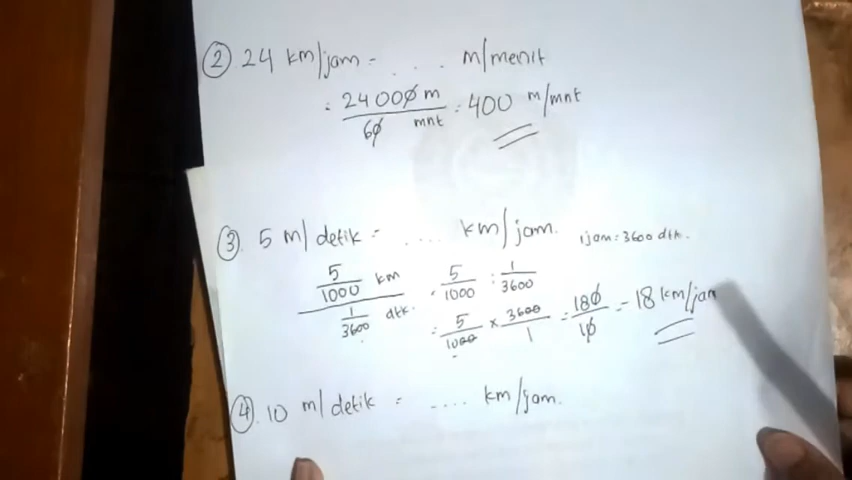 ② 24 km/jam = . . . . m/menit
= 24000 m / 60 mnt = 400 m/mnt
③ 5 m/detik = .... km/jam. 1 jam = 3600 dtk.
5/1000 km / 1/3600 dtk. = 5/1000 : 1/3600
= 5/1000 x 3600/1 = 180/10 = 18 km/jam
④. 10 m/detik = .... km/jam.